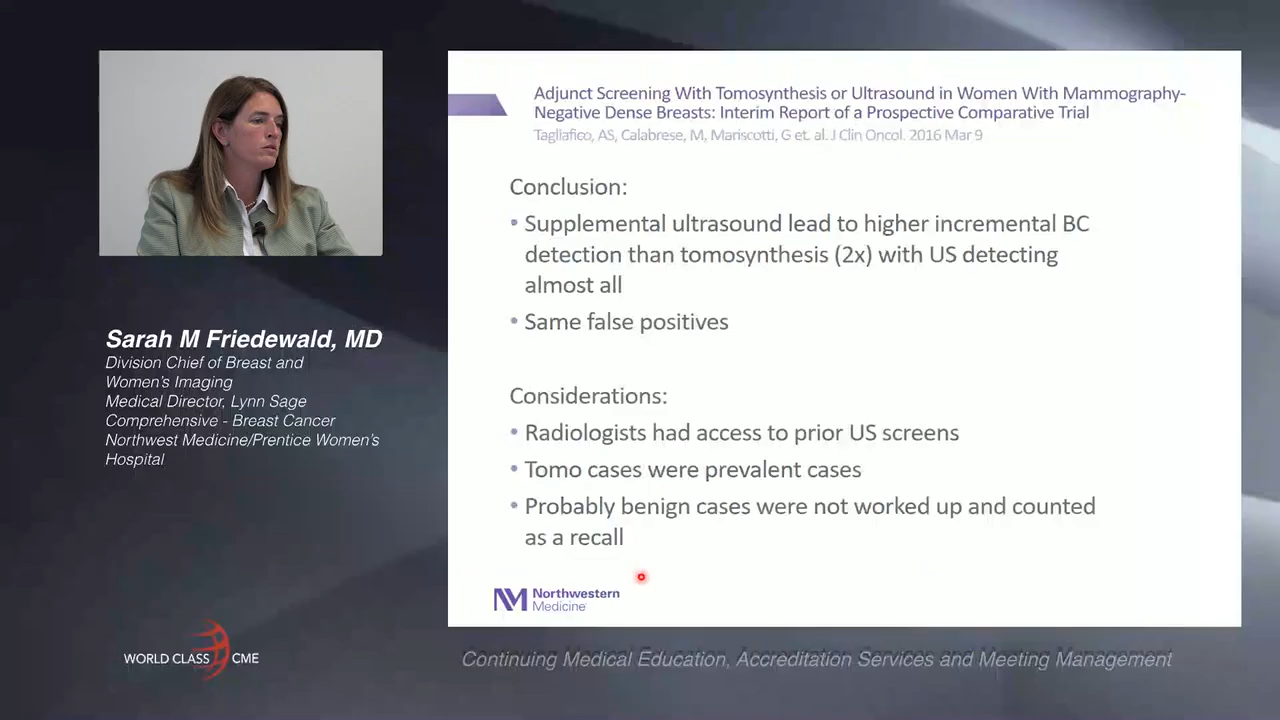 Adjunct Screening With Tomosynthesis or Ultrasound in Women With Mammography-
Negative Dense Breasts: Interim Report of a Prospective Comparative Trial
Tagliafico, AS, Calabrese, M, Mariscotti, G et. al. J Clin Oncol. 2016 Mar 9
Conclusion:
• Supplemental ultrasound lead to higher incremental BC
detection than tomosynthesis (2x) with US detecting
almost all
• Same false positives
Considerations:
• Radiologists had access to prior US screens
• Tomo cases were prevalent cases
• Probably benign cases were not worked up and counted
as a recall
NM Northwestern
Medicine
Sarah M Friedewald, MD
Division Chief of Breast and
Women's Imaging
Medical Director, Lynn Sage
Comprehensive - Breast Cancer
Northwest Medicine/Prentice Women's
Hospital
WORLD CLASS CME
Continuing Medical Education, Accreditation Services and Meeting Management